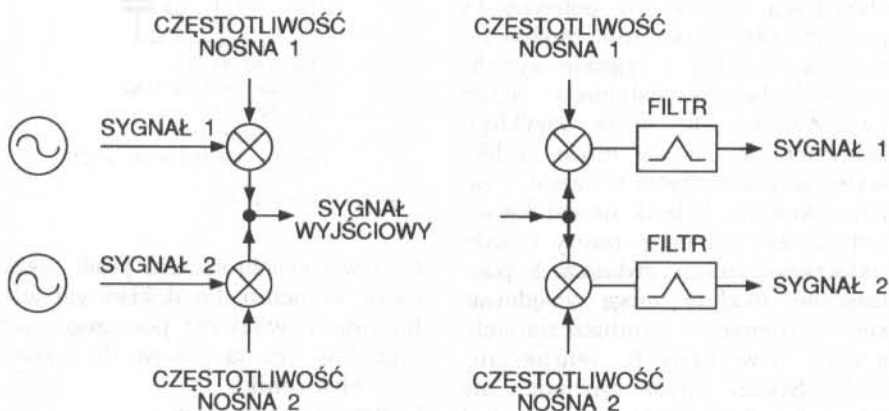 CZĘSTOTLIWOŚĆ
NOŚNA 1
SYGNAŁ 1
SYGNAŁ
WYJŚCIOWY
SYGNAŁ 2
CZĘSTOTLIWOŚĆ
NOŚNA 2
CZĘSTOTLIWOŚĆ
NOŚNA 1
FILTR
SYGNAŁ 1
FILTR
SYGNAŁ 2
CZĘSTOTLIWOŚĆ
NOŚNA 2